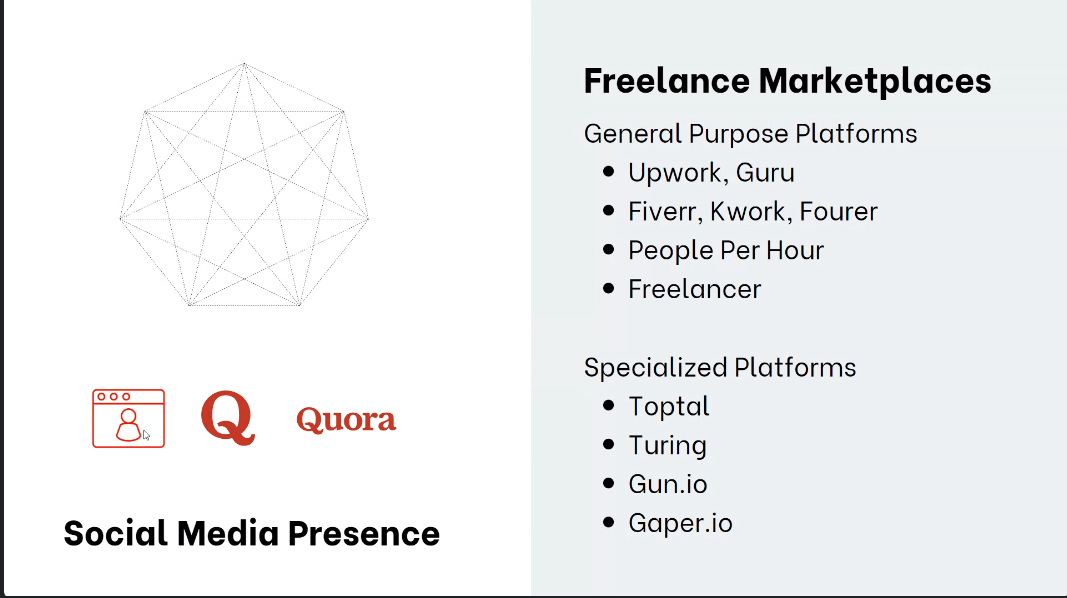 Q
Quora
Social Media Presence
Freelance Marketplaces
General Purpose Platforms
• Upwork, Guru
• Fiverr, Kwork, Fourer
• People Per Hour
• Freelancer
Specialized Platforms
• Toptal
• Turing
• Gun.io
• Gaper.io